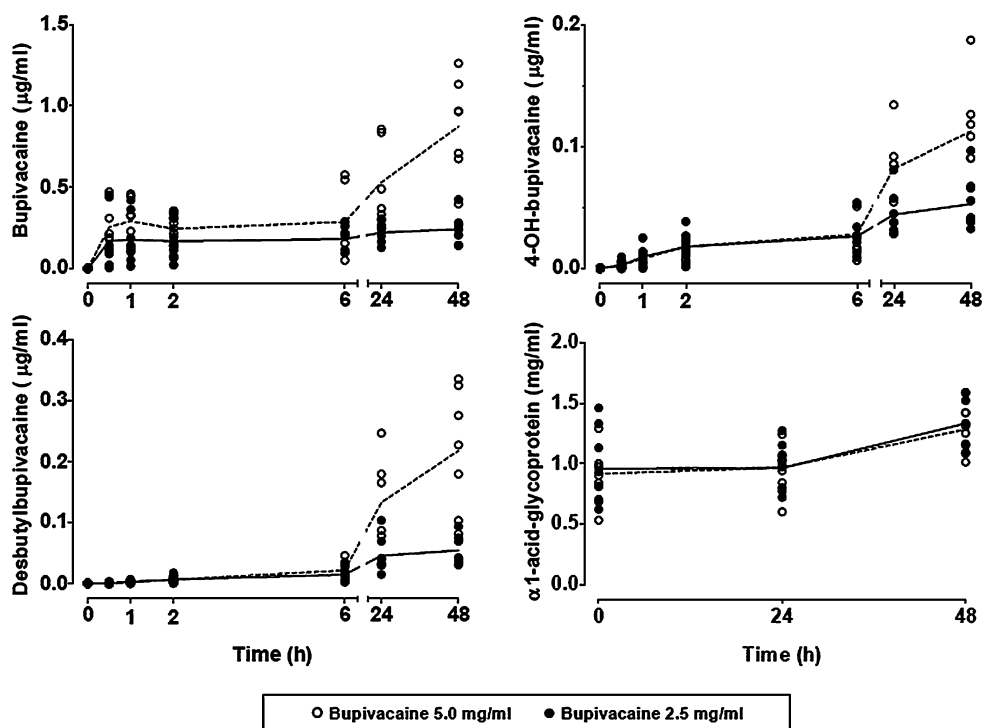 Bupivacaine (μg/ml)
1.5
1.0
0.5
0.0
0 1 2 6 24 48
4-OH-bupivacaine (μg/ml)
0.2
0.1
0.0
0 1 2 6 24 48
Desbutylbupivacaine (μg/ml)
0.4
0.3
0.2
0.1
0.0
0 1 2 6 24 48
Time (h)
α1-acid-glycoprotein (mg/ml)
2.0
1.5
1.0
0.5
0.0
0 24 48
Time (h)
Bupivacaine 5.0 mg/ml Bupivacaine 2.5 mg/ml